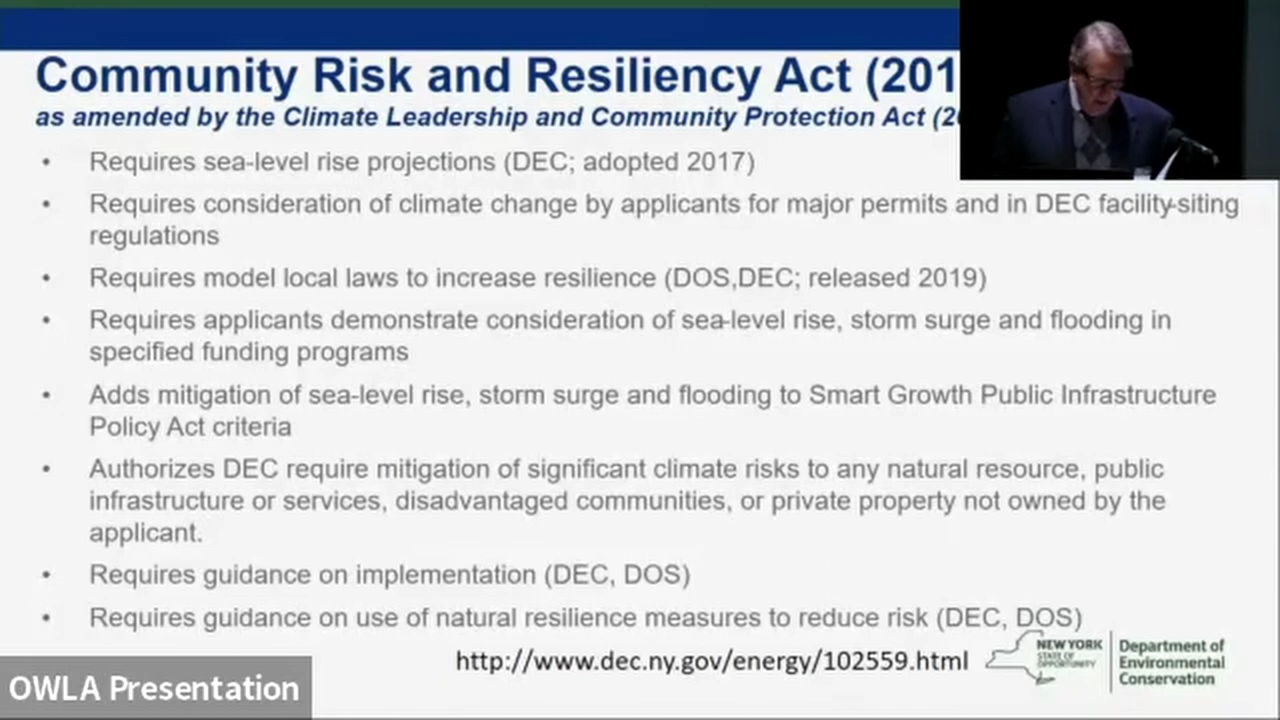 Community Risk and Resiliency Act (201
as amended by the Climate Leadership and Community Protection Act (20
• Requires sea-level rise projections (DEC; adopted 2017)
• Requires consideration of climate change by applicants for major permits and in DEC facility-siting
regulations
• Requires model local laws to increase resilience (DOS,DEC; released 2019)
• Requires applicants demonstrate consideration of sea-level rise, storm surge and flooding in
specified funding programs
• Adds mitigation of sea-level rise, storm surge and flooding to Smart Growth Public Infrastructure
Policy Act criteria
• Authorizes DEC require mitigation of significant climate risks to any natural resource, public
infrastructure or services, disadvantaged communities, or private property not owned by the
applicant.
• Requires guidance on implementation (DEC, DOS)
• Requires guidance on use of natural resilience measures to reduce risk (DEC, DOS)
http://www.dec.ny.gov/energy/102559.html
NEW YORK
STATE OF
OPPORTUNITY
Department of
Environmental
Conservation
OWLA Presentation